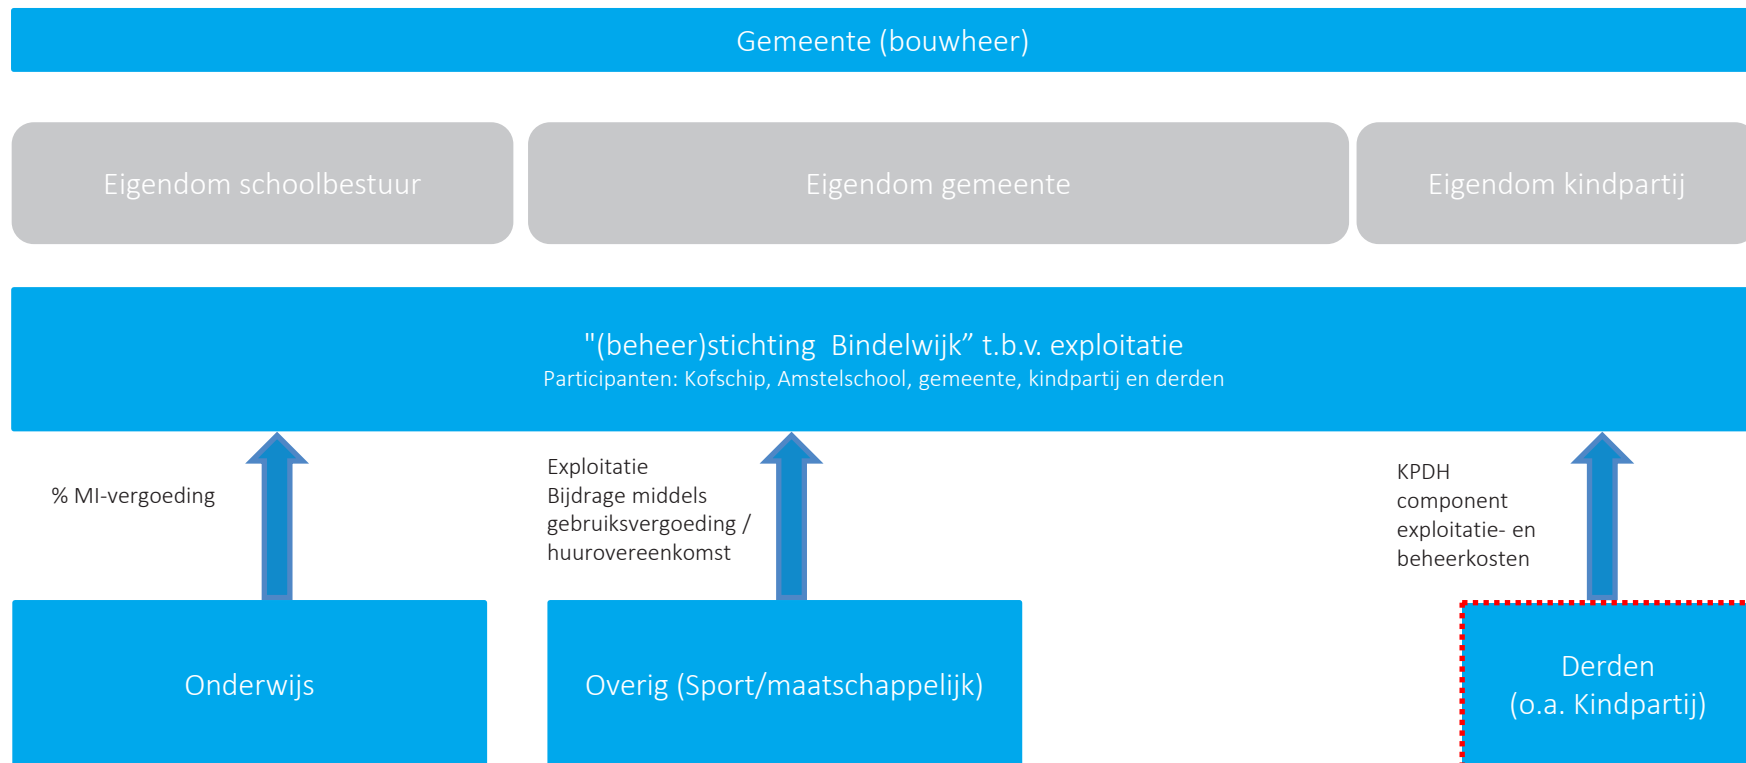 Gemeente (bouwheer)
Eigendom schoolbestuur
Eigendom gemeente
Eigendom kindpartij
"(beheer)stichting  Bindelwijk” t.b.v. exploitatie
Participanten: Kofschip, Amstelschool, gemeente, kindpartij en derden
% MI-vergoeding
Exploitatie
Bijdrage middels
gebruiksvergoeding /
huurovereenkomst
KPDH
component
exploitatie- en
beheerkosten
Onderwijs
Overig (Sport/maatschappelijk)
Derden
(o.a. Kindpartij)